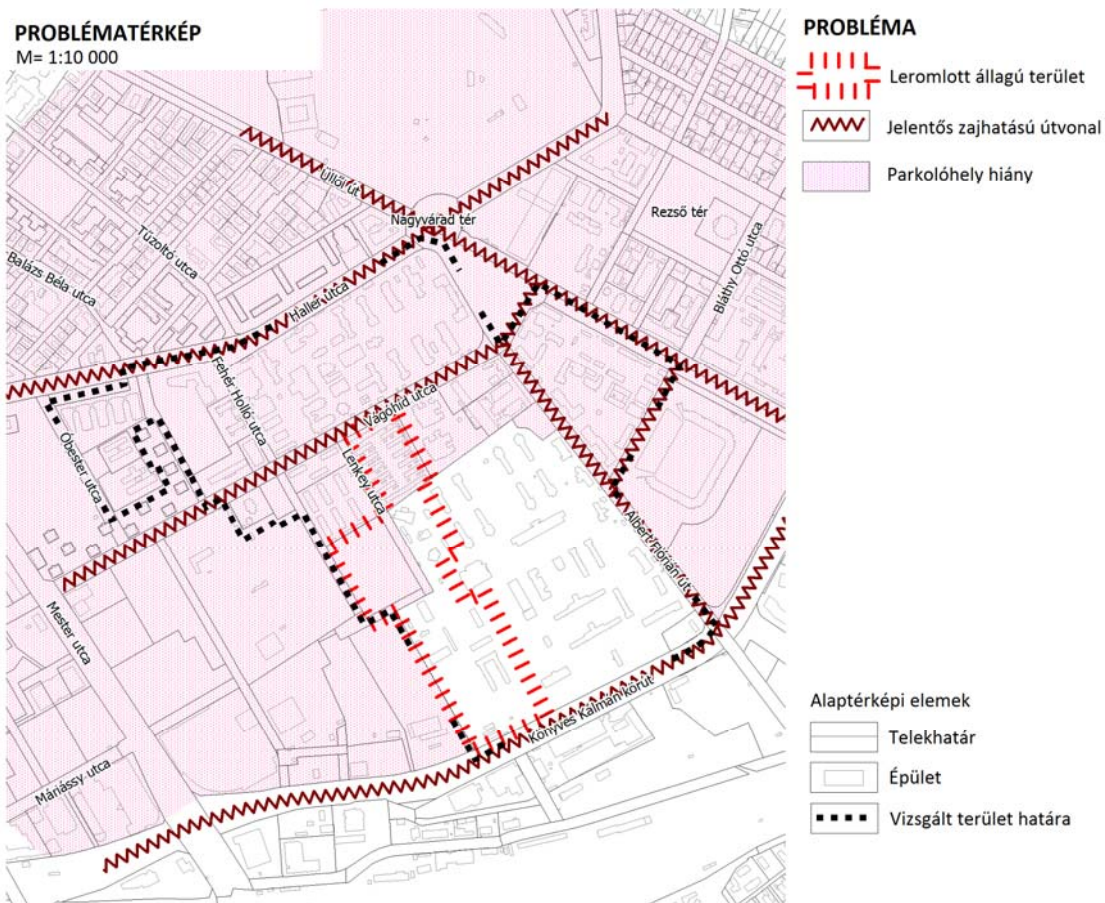 PROBLÉMATÉRKÉP
M= 1:10 000
Üllői út
Nagyvárad tér
Rezső tér
Tűzoltó utca
Balázs Béla utca
Bláthy Ottó utca
Haller utca
Fehér Holló utca
Vágóhíd utca
Óbester utca
Lenkey utca
Albert Flórián út
Mester utca
Könyves Kálmán körút
Máriássy utca
PROBLÉMA
Leromlott állagú terület
Jelentős zajhatású útvonal
Parkolóhely hiány
Alaptérképi elemek
Telekhatár
Épület
Vizsgált terület határa